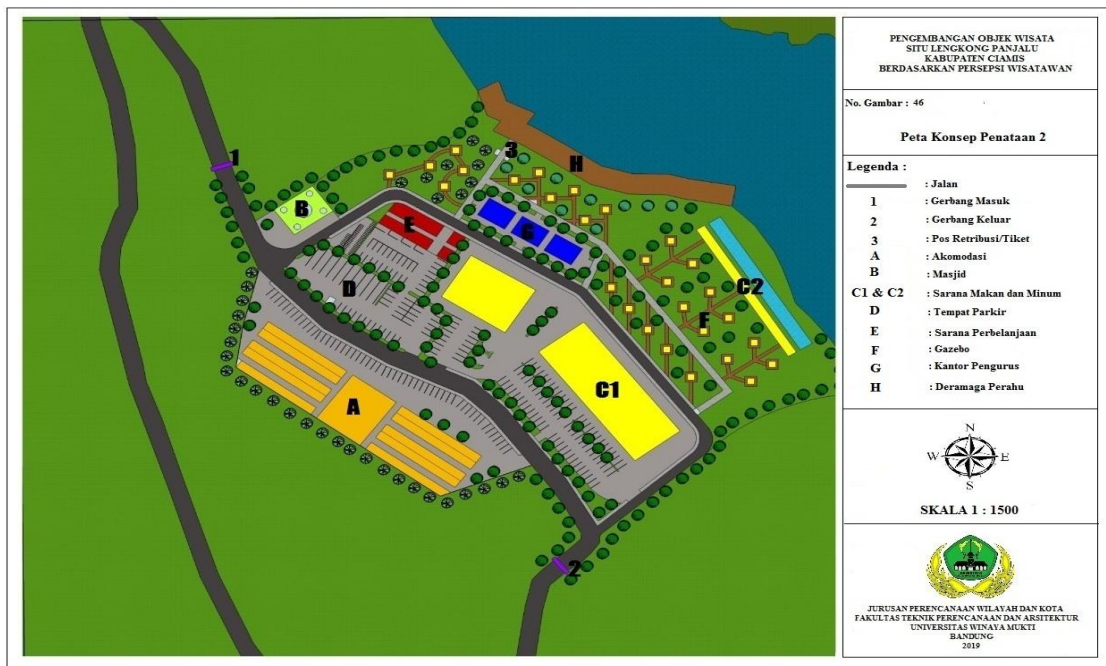 1
3
H
B
E
G
D
C2
F
C1
A
2
PENGEMBANGAN OBJEK WISATA
SITU LENGKONG PANJALU
KABUPATEN CIAMIS
BERDASARKAN PERSEPSI WISATAWAN
No. Gambar : 46
Peta Konsep Penataan 2
Legenda :
: Jalan
1 : Gerbang Masuk
2 : Gerbang Keluar
3 : Pos Retribusi/Tiket
A : Akomodasi
B : Masjid
C1 & C2 : Sarana Makan dan Minum
D : Tempat Parkir
E : Sarana Perbelanjaan
F : Gazebo
G : Kantor Pengurus
H : Deramaga Perahu
N
W E
S
SKALA 1 : 1500
JURUSAN PERENCANAAN WILAYAH DAN KOTA
FAKULTAS TEKNIK PERENCANAAN DAN ARSITEKTUR
UNIVERSITAS WINAYA MUKTI
BANDUNG
2019